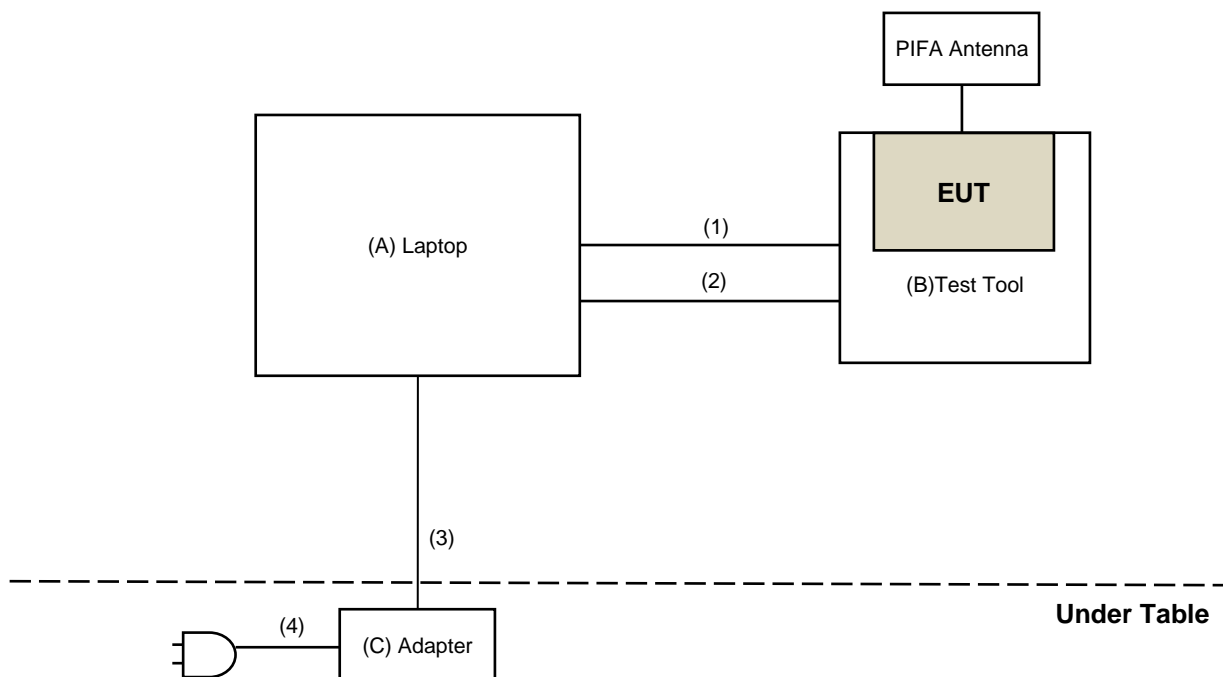 PIFA Antenna
EUT
(1)
(A) Laptop
(2)
(B)Test Tool
(3)
Under Table
(4)
(C) Adapter